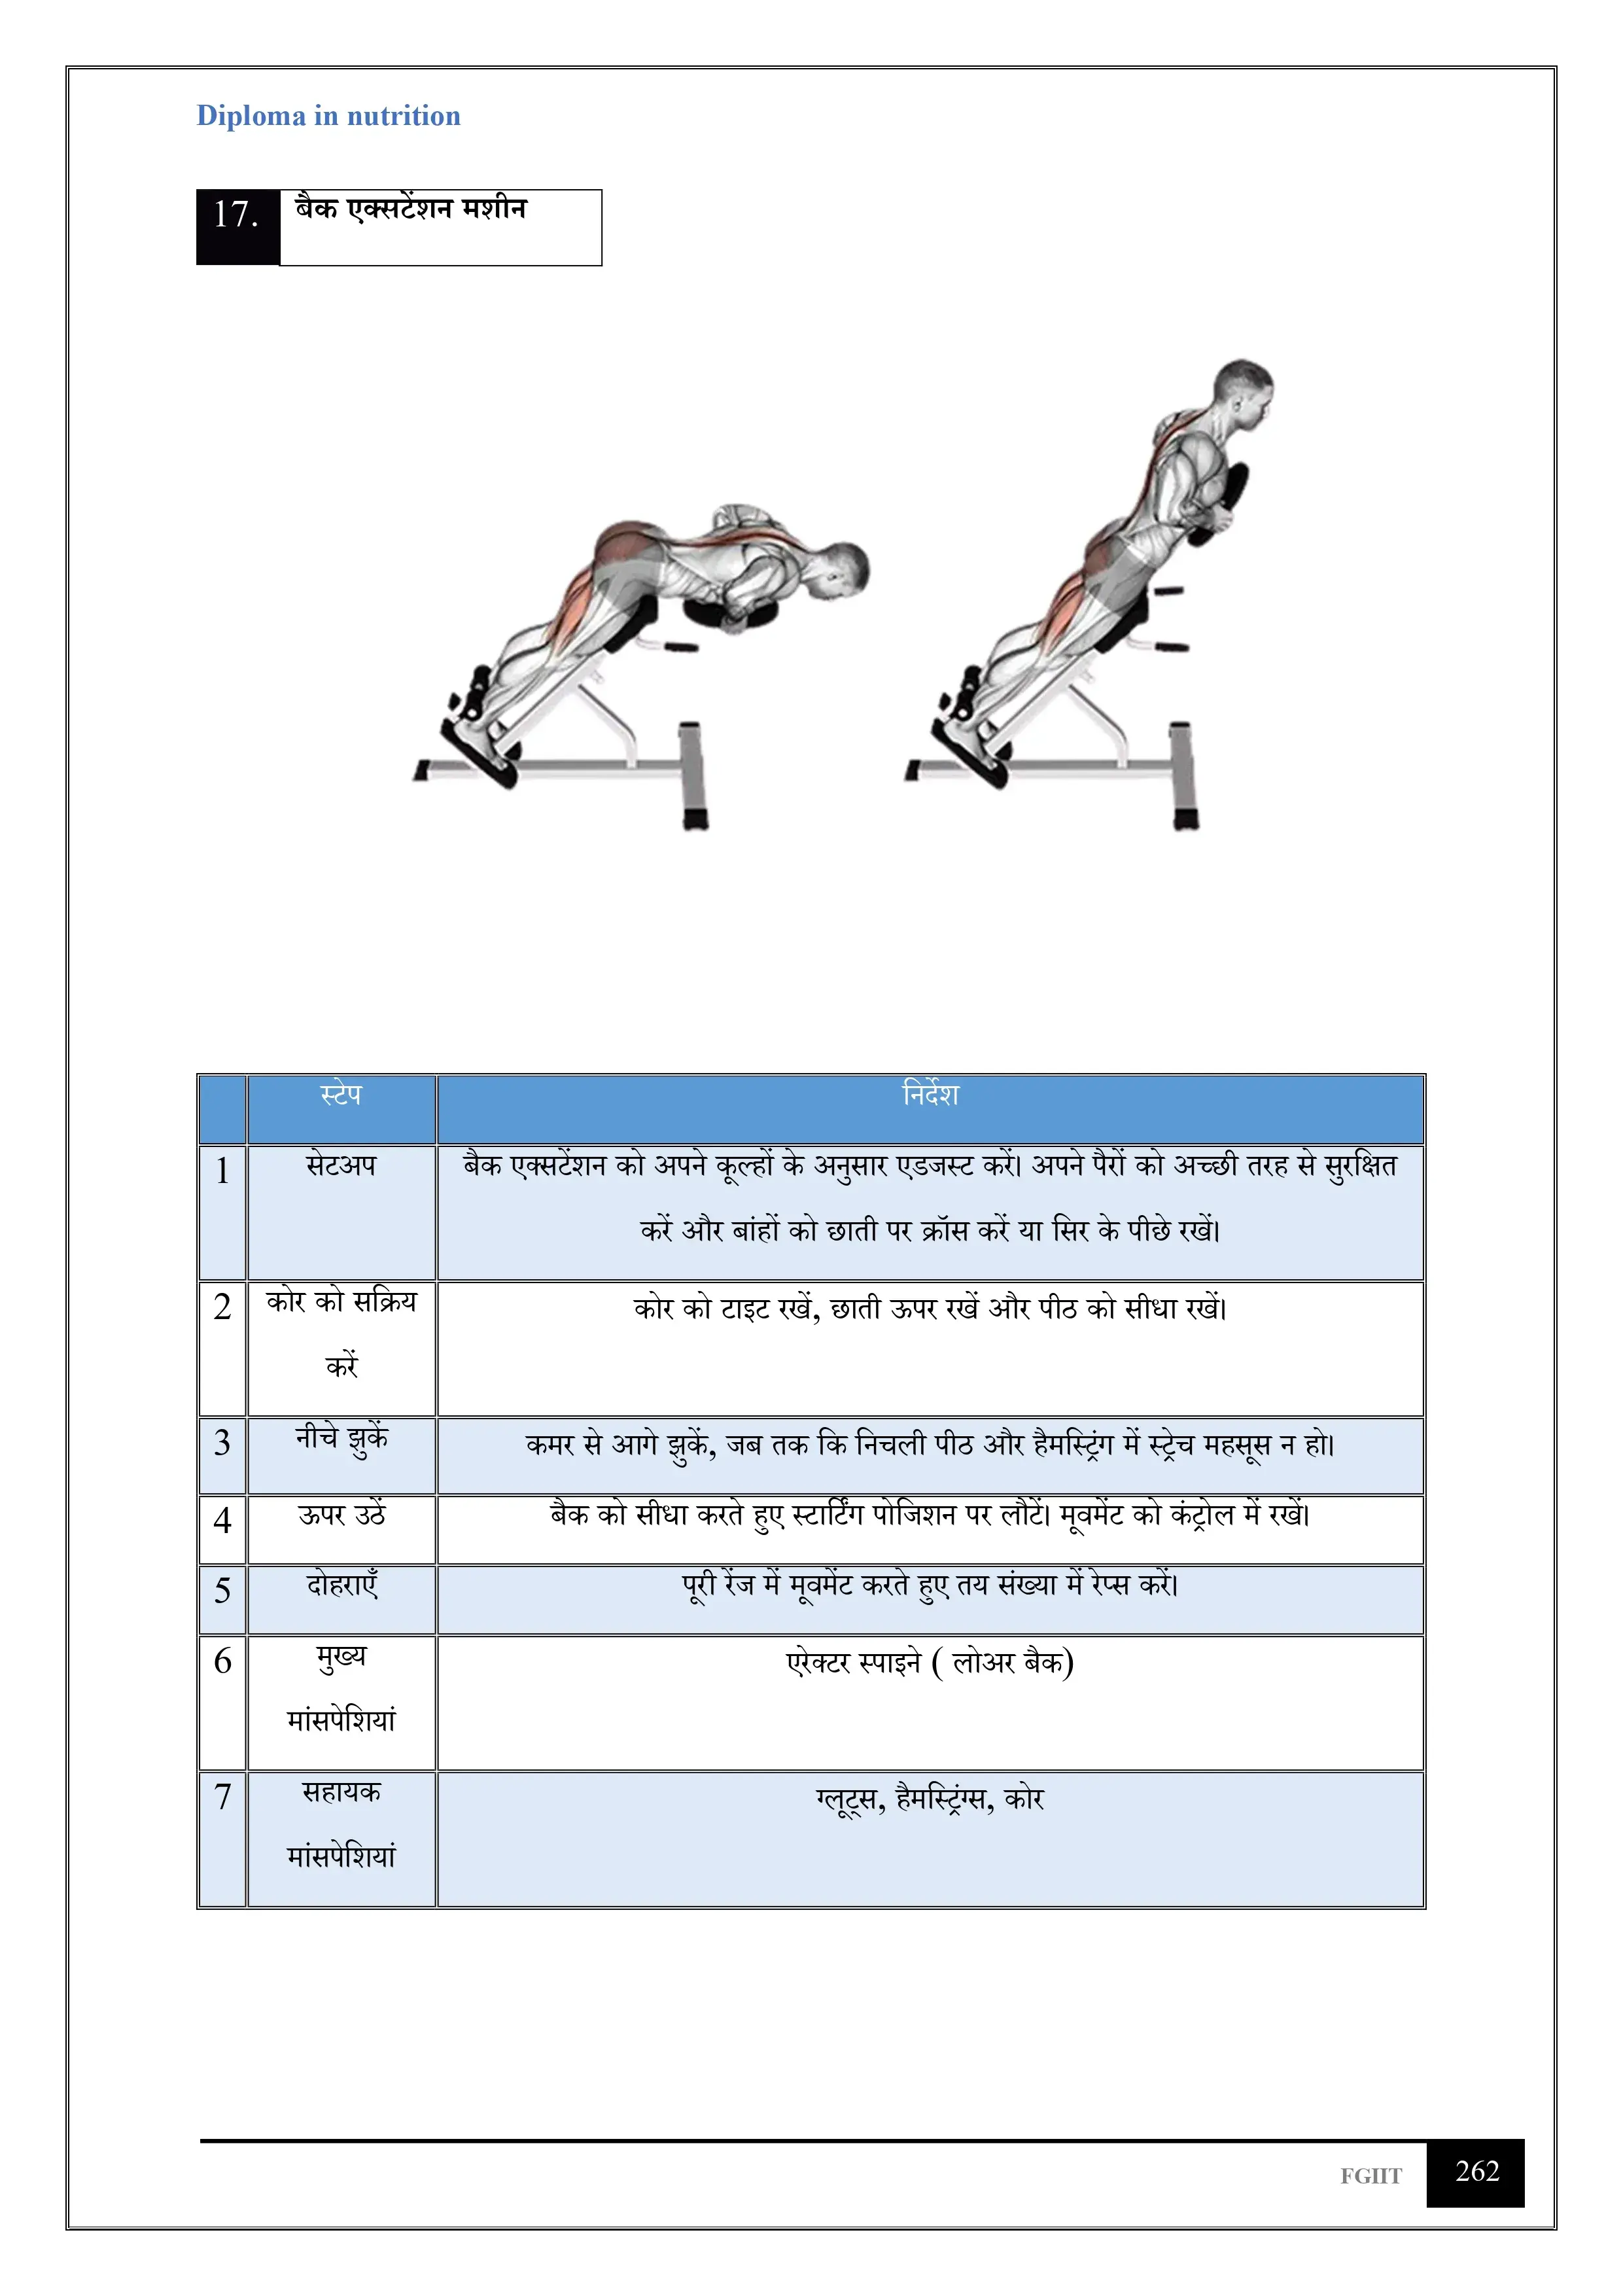 Diploma in nutrition
17. बैक एक्सटेंशन मशीन
स्टेप निर्देश
1 सेटअप बैक एक्सटेंशन को अपने कूल्हों के अनुसार एडजस्ट करें। अपने पैरों को अच्छी तरह से सुरक्षित
करें और बांहों को छाती पर क्रॉस करें या सिर के पीछे रखें।
2 कोर को सक्रिय कोर को टाइट रखें, छाती ऊपर रखें और पीठ को सीधा रखें।
करें
3 नीचे झुकें कमर से आगे झुकें, जब तक कि निचली पीठ और हैमस्ट्रिंग में स्ट्रेच महसूस न हो।
4 ऊपर उठें बैक को सीधा करते हुए स्टार्टिंग पोजिशन पर लौटें। मूवमेंट को कंट्रोल में रखें।
5 दोहराएँ पूरी रेंज में मूवमेंट करते हुए तय संख्या में रेप्स करें।
6 मुख्य एरेक्टर स्पाइने ( लोअर बैक)
मांसपेशियां
7 सहायक ग्लूट्स, हैमस्ट्रिंग्स, कोर
मांसपेशियां
FGIIT 262